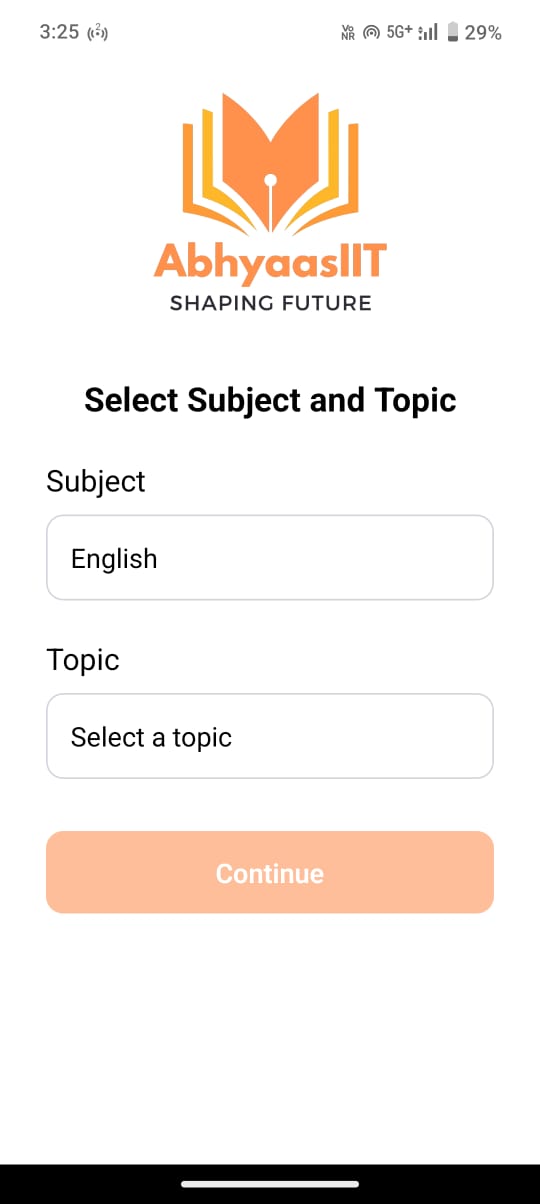 3:25
Vo
NR 5G+ 29%
AbhyaasIIT
SHAPING FUTURE
Select Subject and Topic
Subject
English
Topic
Select a topic
Continue